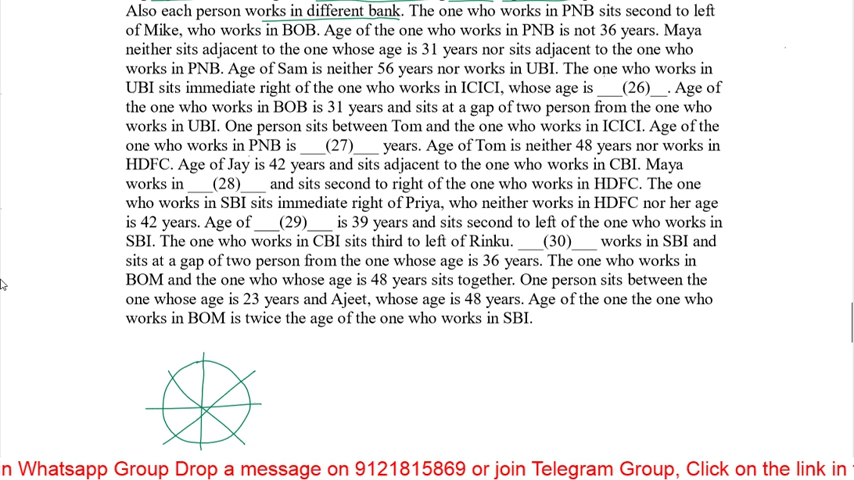 Also each person works in different bank. The one who works in PNB sits second to left
of Mike, who works in BOB. Age of the one who works in PNB is not 36 years. Maya
neither sits adjacent to the one whose age is 31 years nor sits adjacent to the one who
works in PNB. Age of Sam is neither 56 years nor works in UBI. The one who works in
UBI sits immediate right of the one who works in ICICI, whose age is ___(26)__. Age of
the one who works in BOB is 31 years and sits at a gap of two person from the one who
works in UBI. One person sits between Tom and the one who works in ICICI. Age of the
one who works in PNB is ___(27)___ years. Age of Tom is neither 48 years nor works in
HDFC. Age of Jay is 42 years and sits adjacent to the one who works in CBI. Maya
works in ___(28)____ and sits second to right of the one who works in HDFC. The one
who works in SBI sits immediate right of Priya, who neither works in HDFC nor her age
is 42 years. Age of ____(29)____ is 39 years and sits second to left of the one who works in
SBI. The one who works in CBI sits third to left of Rinku. ____(30)____ works in SBI and
sits at a gap of two person from the one whose age is 36 years. The one who works in
BOM and the one who whose age is 48 years sits together. One person sits between the
one whose age is 23 years and Ajeet, whose age is 48 years. Age of the one the one who
works in BOM is twice the age of the one who works in SBI.
n Whatsapp Group Drop a message on 9121815869 or join Telegram Group, Click on the link in